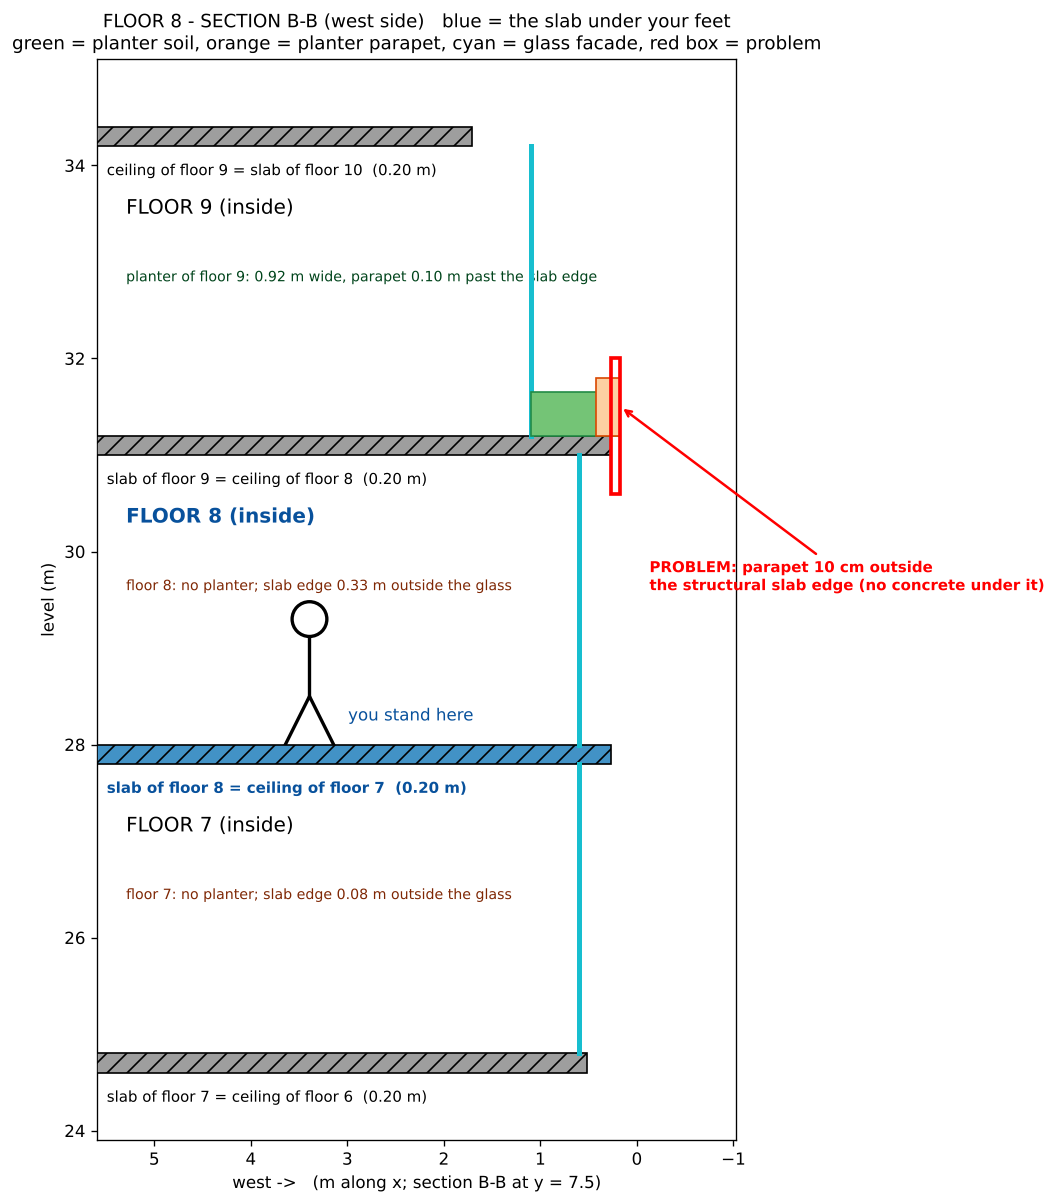 FLOOR 8 - SECTION B-B (west side)   blue = the slab under your feet
green = planter soil, orange = planter parapet, cyan = glass facade, red box = problem
34
ceiling of floor 9 = slab of floor 10  (0.20 m)
FLOOR 9 (inside)
planter of floor 9: 0.92 m wide, parapet 0.10 m past the slab edge
32
slab of floor 9 = ceiling of floor 8  (0.20 m)
FLOOR 8 (inside)
30
PROBLEM: parapet 10 cm outside
the structural slab edge (no concrete under it)
floor 8: no planter; slab edge 0.33 m outside the glass
level (m)
you stand here
28
slab of floor 8 = ceiling of floor 7  (0.20 m)
FLOOR 7 (inside)
floor 7: no planter; slab edge 0.08 m outside the glass
26
slab of floor 7 = ceiling of floor 6  (0.20 m)
24
5 4 3 2 1 0 −1
west ->   (m along x; section B-B at y = 7.5)